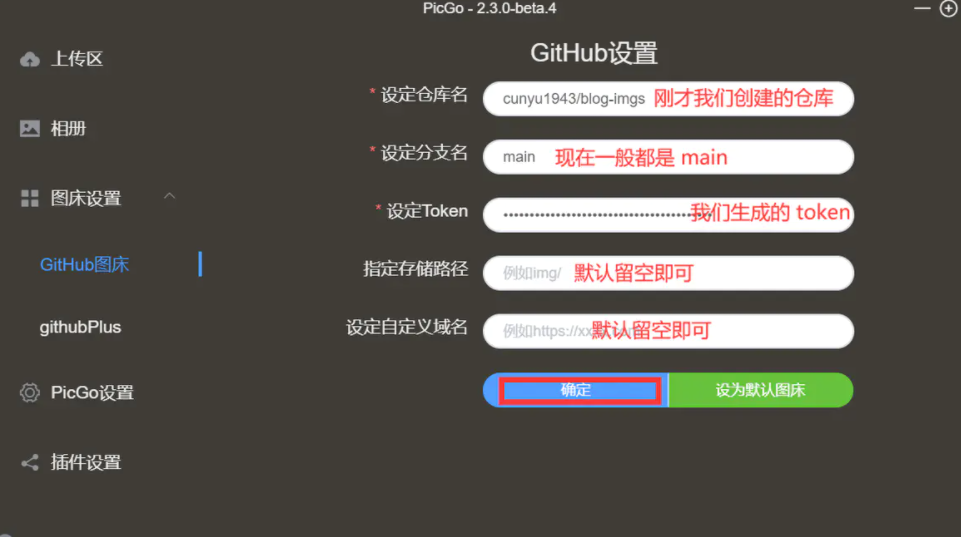 PicGo - 2.3.0-beta.4
上传区
相册
图床设置
GitHub图床
githubPlus
PicGo设置
插件设置
GitHub设置
* 设定仓库名 cunyu1943/blog-imgs 刚才我们创建的仓库
* 设定分支名 main 现在一般都是 main
* 设定Token 我们生成的 token
指定存储路径 例如img/ 默认留空即可
设定自定义域名 例如https://xx 默认留空即可
确定 设为默认图床